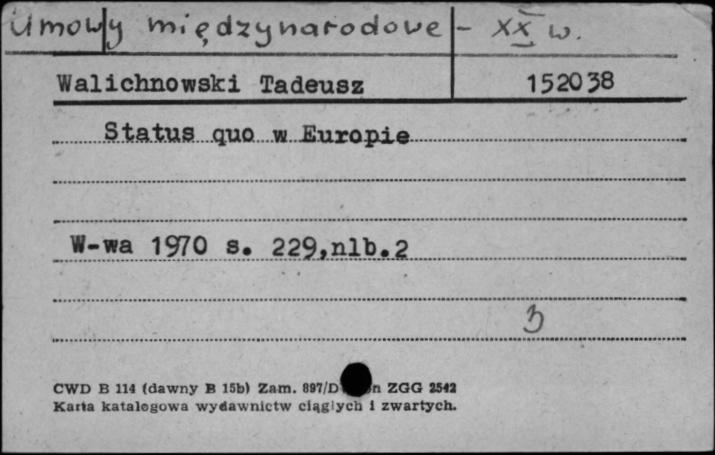 Umowy międzynarodowe - XX w.
Walichnowski Tadeusz 152038
Status quo w Europie
W-wa 1970 s. 229,nlb.2
3
CWD B 114 (dawny B 15b) Zam. 897/D n ZGG 2542
Karta katalogowa wydawnictw ciągłych i zwartych.